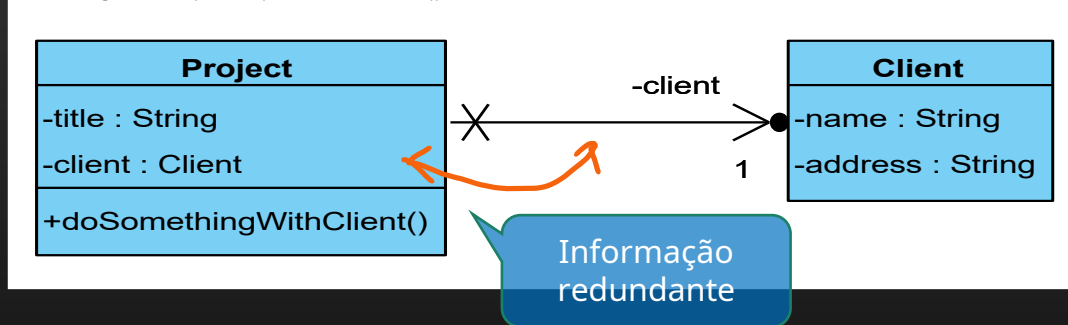 Project
-title : String
-client : Client
+doSomethingWithClient()
-client
1
Client
-name : String
-address : String
Informação
redundante